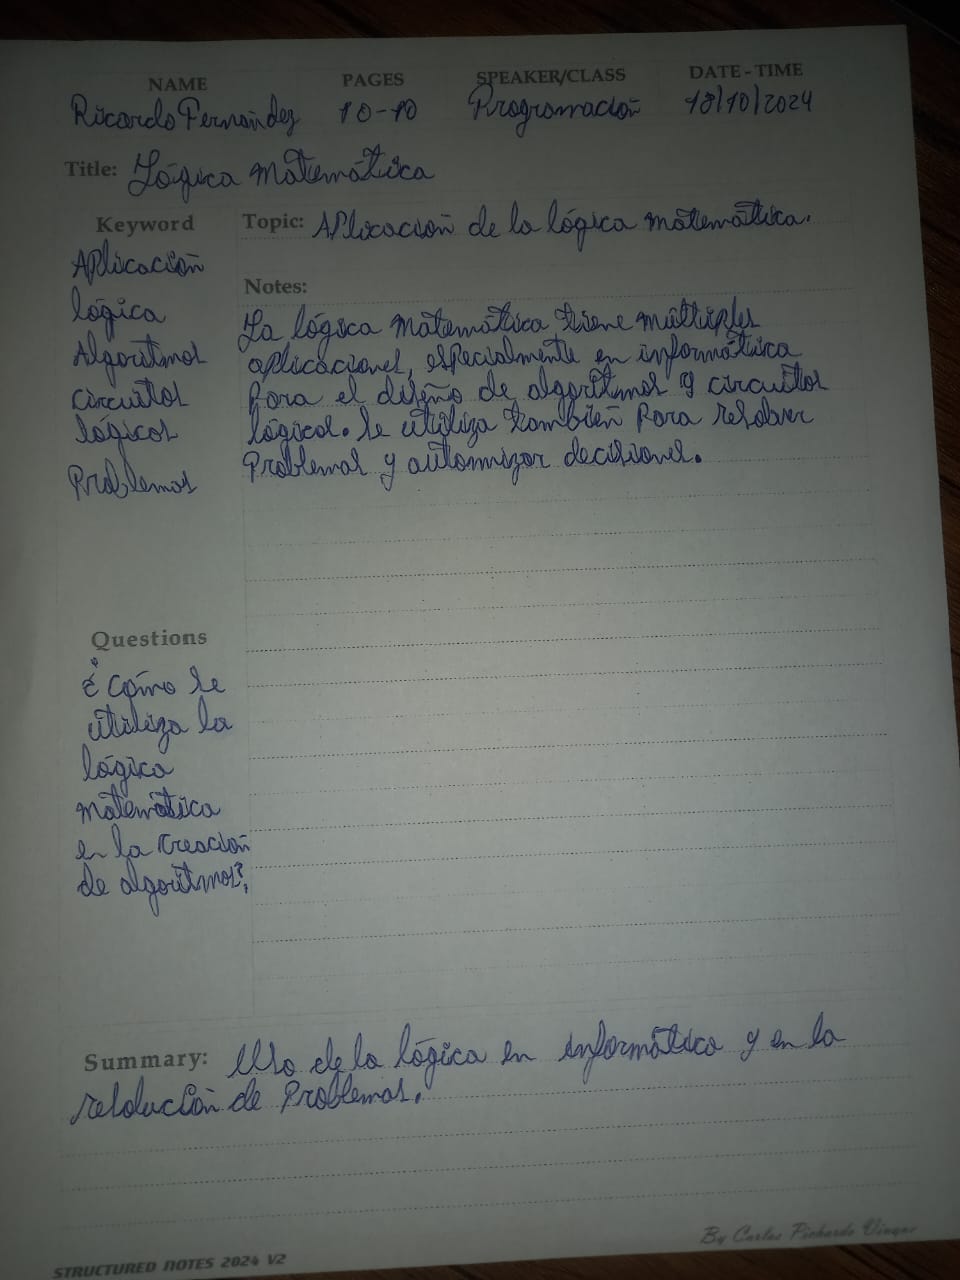 NAME PAGES SPEAKER/CLASS DATE-TIME
Ricardo Fernández 10-10 Programación 18/10/2024
Title: Lógica matemática
Keyword
Topic: Aplicación de la lógica matemática.
Aplicación
lógica
Algoritmos
circuitos
lógicos
Problemas
Notes:
La lógica matemática tiene múltiples
aplicaciones, especialmente en informática
Para el diseño de algoritmos y circuitos
lógicos. Se utiliza también Para resolver
Problemas y automizar decisiones.
Questions
¿Cómo se
utiliza la
lógica
matemática
en la creación
de algoritmos?
Summary: Uso de la lógica en informática y en la
resolución de Problemas.
STRUCTURED NOTES 2024 V2
By Carlos Pichardo Viuque